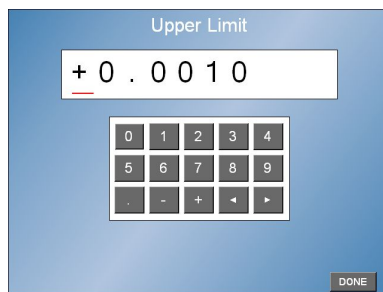 Upper Limit
+0.0010
0 1 2 3 4
5 6 7 8 9
. - + ◄ ►
DONE